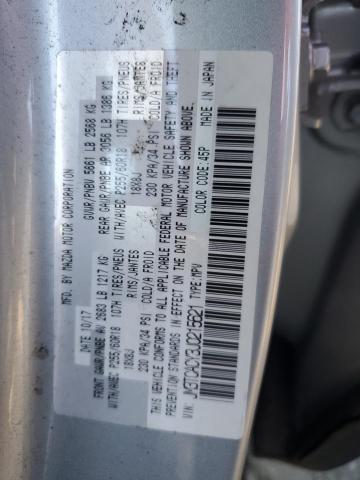 MFD. BY MAZDA MOTOR CORPORATION
DATE 10/17 GVWR/PNBV 5661 LB 2568 KG
FRONT GAWR/PNBE AV 2683 LB 1217 KG REAR GAWR/PNBE AR 3056 LB 1386 KG
WITH/AVEC P255/60R18 107H TIRES/PNEUS WITH/AVEC P255/60R18 107H TIRES/PNEUS
18X8J RIMS/JANTES 18X8J RIMS/JANTES
230 KPA/34 PSI COLD/A FROID 230 KPA/34 PSI COLD/A FROID
THIS VEHICLE CONFORMS TO ALL APPLICABLE FEDERAL MOTOR VEHICLE SAFETY AND THEFT
PREVENTION STANDARDS IN EFFECT ON THE DATE OF MANUFACTURE SHOWN ABOVE.
VIN: TYPE:MPV COLOR CODE:45P MADE IN JAPAN